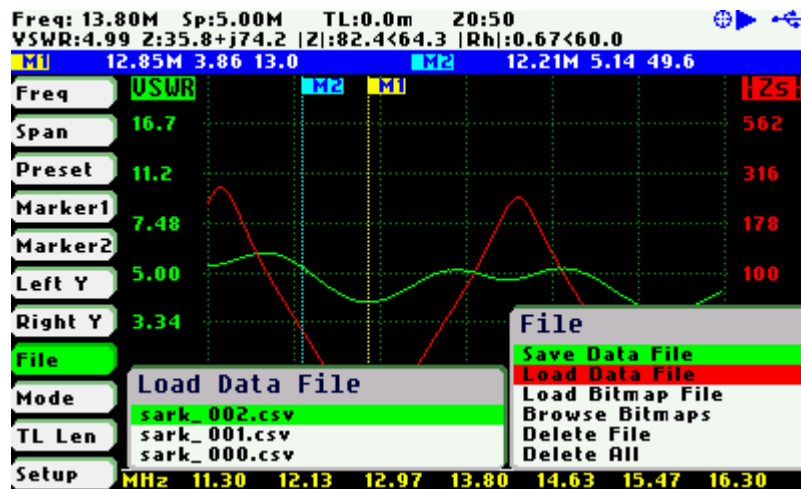 Freq: 13.80M Sp:5.00M TL:0.0m 20:50
VSWR:4.99 Z:35.8+j74.2 |Z|:82.4<64.3 |Rh|:0.67<60.0
M1 12.85M 3.86 13.0 M2 12.21M 5.14 49.6
Freq VSWR M2 M1 |Zs|
Span 16.7 562
Preset 11.2 316
Marker1
Marker2 7.48 178
Left Y 5.00 100
Right Y 3.34
File
Mode
TL Len
Setup
File
Save Data File
Load Data File
Load Bitmap File
Browse Bitmaps
Delete File
Delete All
Load Data File
sark_002.csv
sark_001.csv
sark_000.csv
MHz 11.30 12.13 12.97 13.80 14.63 15.47 16.30